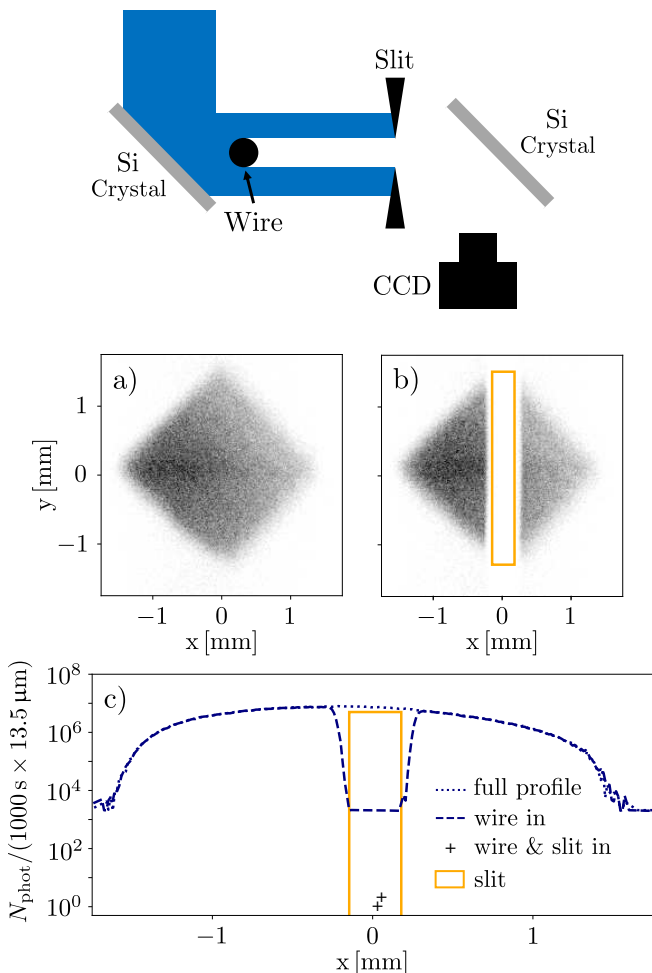 Slit
Si
Crystal
Si
Crystal
Wire
CCD
a)
b)
y [mm]
1
0
−1
−1
0
1
−1
0
1
x [mm]
x [mm]
c)
N_phot/(1000 s × 13.5 μm)
10^8
10^6
10^4
10^2
10^0
full profile
wire in
wire & slit in
slit
−1
0
1
x [mm]